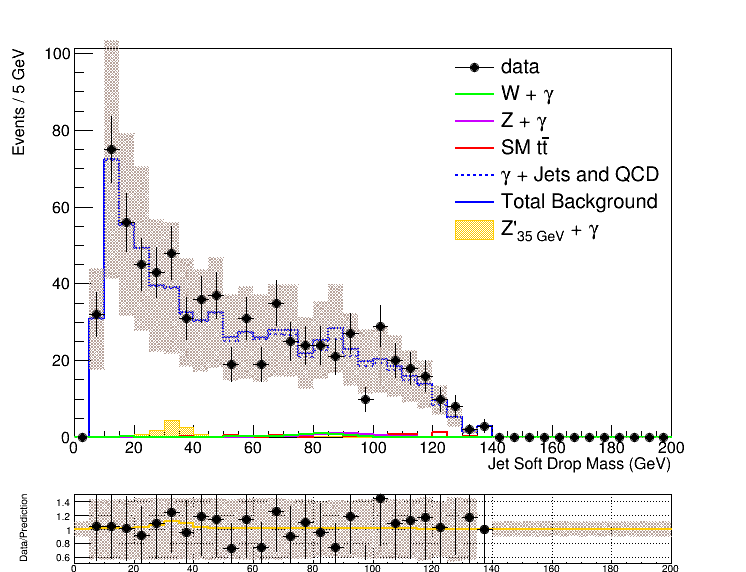 Events / 5 GeV
100
80
60
40
20
0
data
W + γ
Z + γ
SM tt̄
γ + Jets and QCD
Total Background
Z'35 GeV + γ
0 20 40 60 80 100 120 140 160 180 200
Jet Soft Drop Mass (GeV)
Data/Prediction
1.4
1.2
1
0.8
0.6
0 20 40 60 80 100 120 140 160 180 200